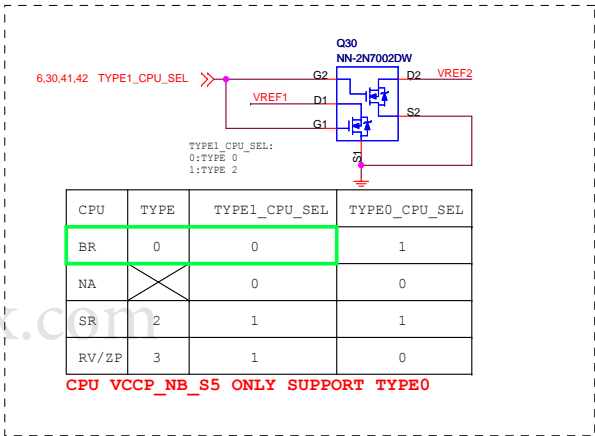 Q30
NN-2N7002DW
6,30,41,42 TYPE1_CPU_SEL
G2
D2
VREF2
VREF1
D1
S2
G1
S1
TYPE1_CPU_SEL:
0:TYPE 0
1:TYPE 2
CPU TYPE TYPE1_CPU_SEL TYPE0_CPU_SEL
BR 0 0 1
NA 0 0
SR 2 1 1
x.com
RV/ZP 3 1 0
CPU VCCP_NB_S5 ONLY SUPPORT TYPE0